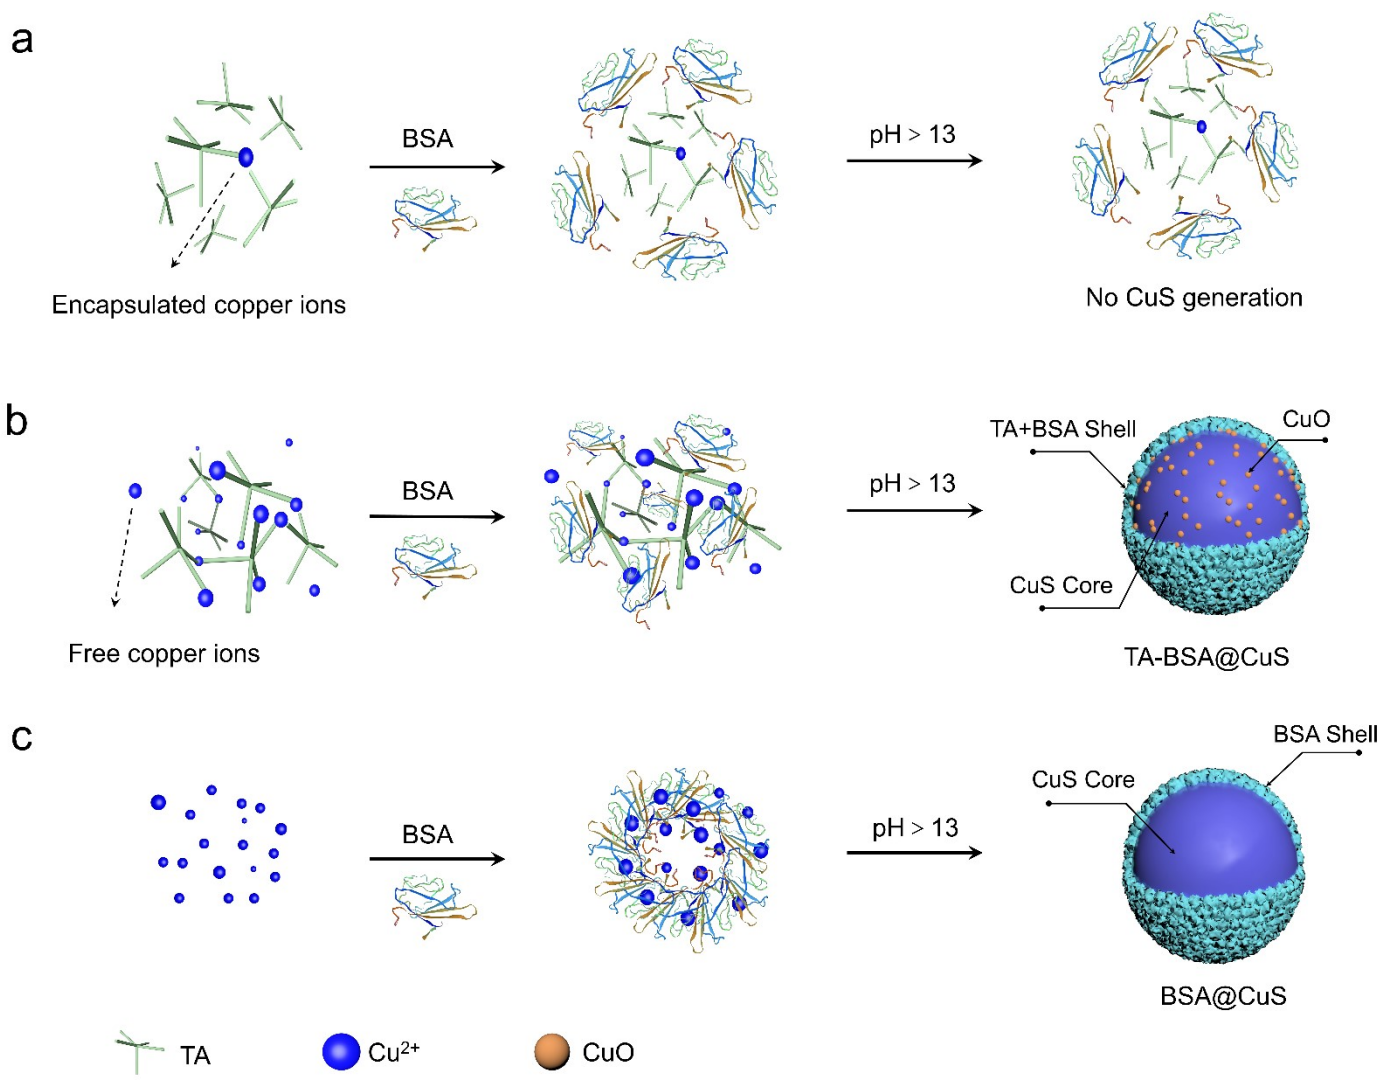 a
BSA
pH > 13
Encapsulated copper ions
No CuS generation
b
TA+BSA Shell
CuO
BSA
pH > 13
CuS Core
Free copper ions
TA-BSA@CuS
c
BSA Shell
CuS Core
BSA
pH > 13
BSA@CuS
TA
Cu²⁺
CuO